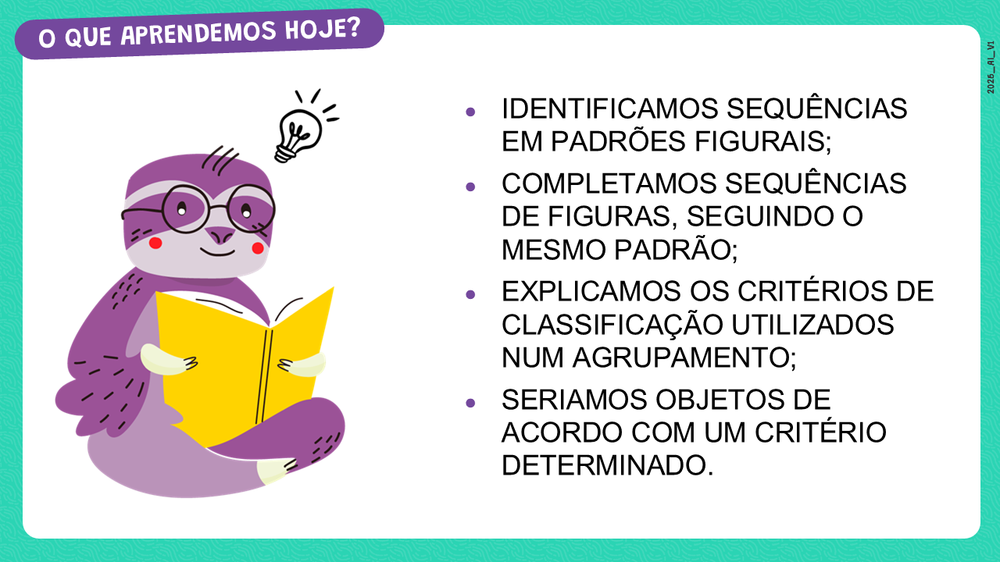 O QUE APRENDEMOS HOJE?
2026_AI_V1
● IDENTIFICAMOS SEQUÊNCIAS
EM PADRÕES FIGURAIS;
● COMPLETAMOS SEQUÊNCIAS
DE FIGURAS, SEGUINDO O
MESMO PADRÃO;
● EXPLICAMOS OS CRITÉRIOS DE
CLASSIFICAÇÃO UTILIZADOS
NUM AGRUPAMENTO;
● SERIAMOS OBJETOS DE
ACORDO COM UM CRITÉRIO
DETERMINADO.